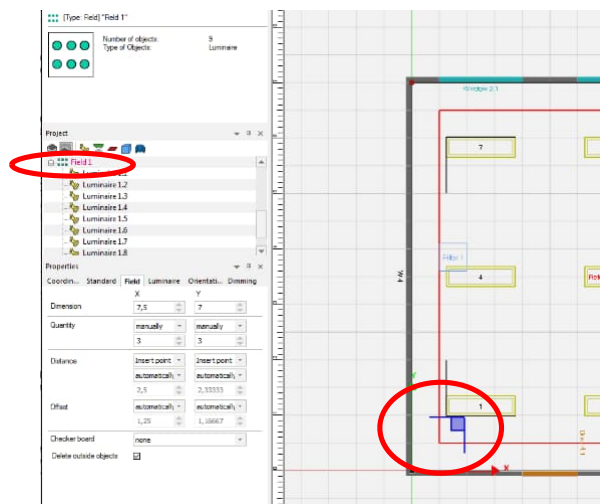 [Type: Field] "Field 1"
Number of objects: 9
Type of Objects: Luminaire
Project
Field 1
Luminaire 1.2
Luminaire 1.3
Luminaire 1.4
Luminaire 1.5
Luminaire 1.6
Luminaire 1.7
Luminaire 1.8
Properties
Coordin... Standard Field Luminaire Orientati... Dimming
X Y
Dimension 7,5 7
Quantity manually manually
3 3
Distance Insert point Insert point
automatically automatically
2,5 2,33333
Offset automatically automatically
1,25 1,16667
Checker board none
Delete outside objects
Window 2.1
7
W4
4
1
Y
X